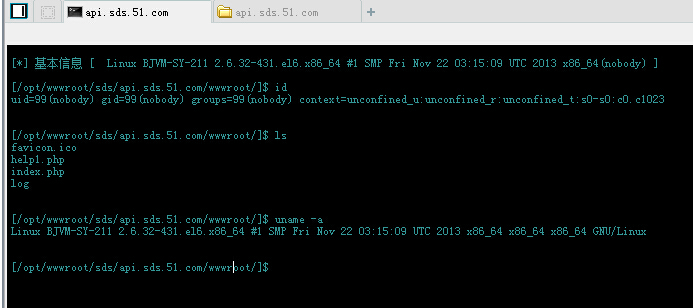 api.sds.51.com api.sds.51.com +
[*] 基本信息 [ Linux BJVM-SY-211 2.6.32-431.el6.x86_64 #1 SMP Fri Nov 22 03:15:09 UTC 2013 x86_64(nobody) ]
[/opt/wwwroot/sds/api.sds.51.com/wwwroot/]$ id
uid=99(nobody) gid=99(nobody) groups=99(nobody) context=unconfined_u:unconfined_r:unconfined_t:s0-s0:c0.c1023
[/opt/wwwroot/sds/api.sds.51.com/wwwroot/]$ ls
favicon.ico
help1.php
index.php
log
[/opt/wwwroot/sds/api.sds.51.com/wwwroot/]$ uname -a
Linux BJVM-SY-211 2.6.32-431.el6.x86_64 #1 SMP Fri Nov 22 03:15:09 UTC 2013 x86_64 x86_64 x86_64 GNU/Linux
[/opt/wwwroot/sds/api.sds.51.com/wwwroot/]$